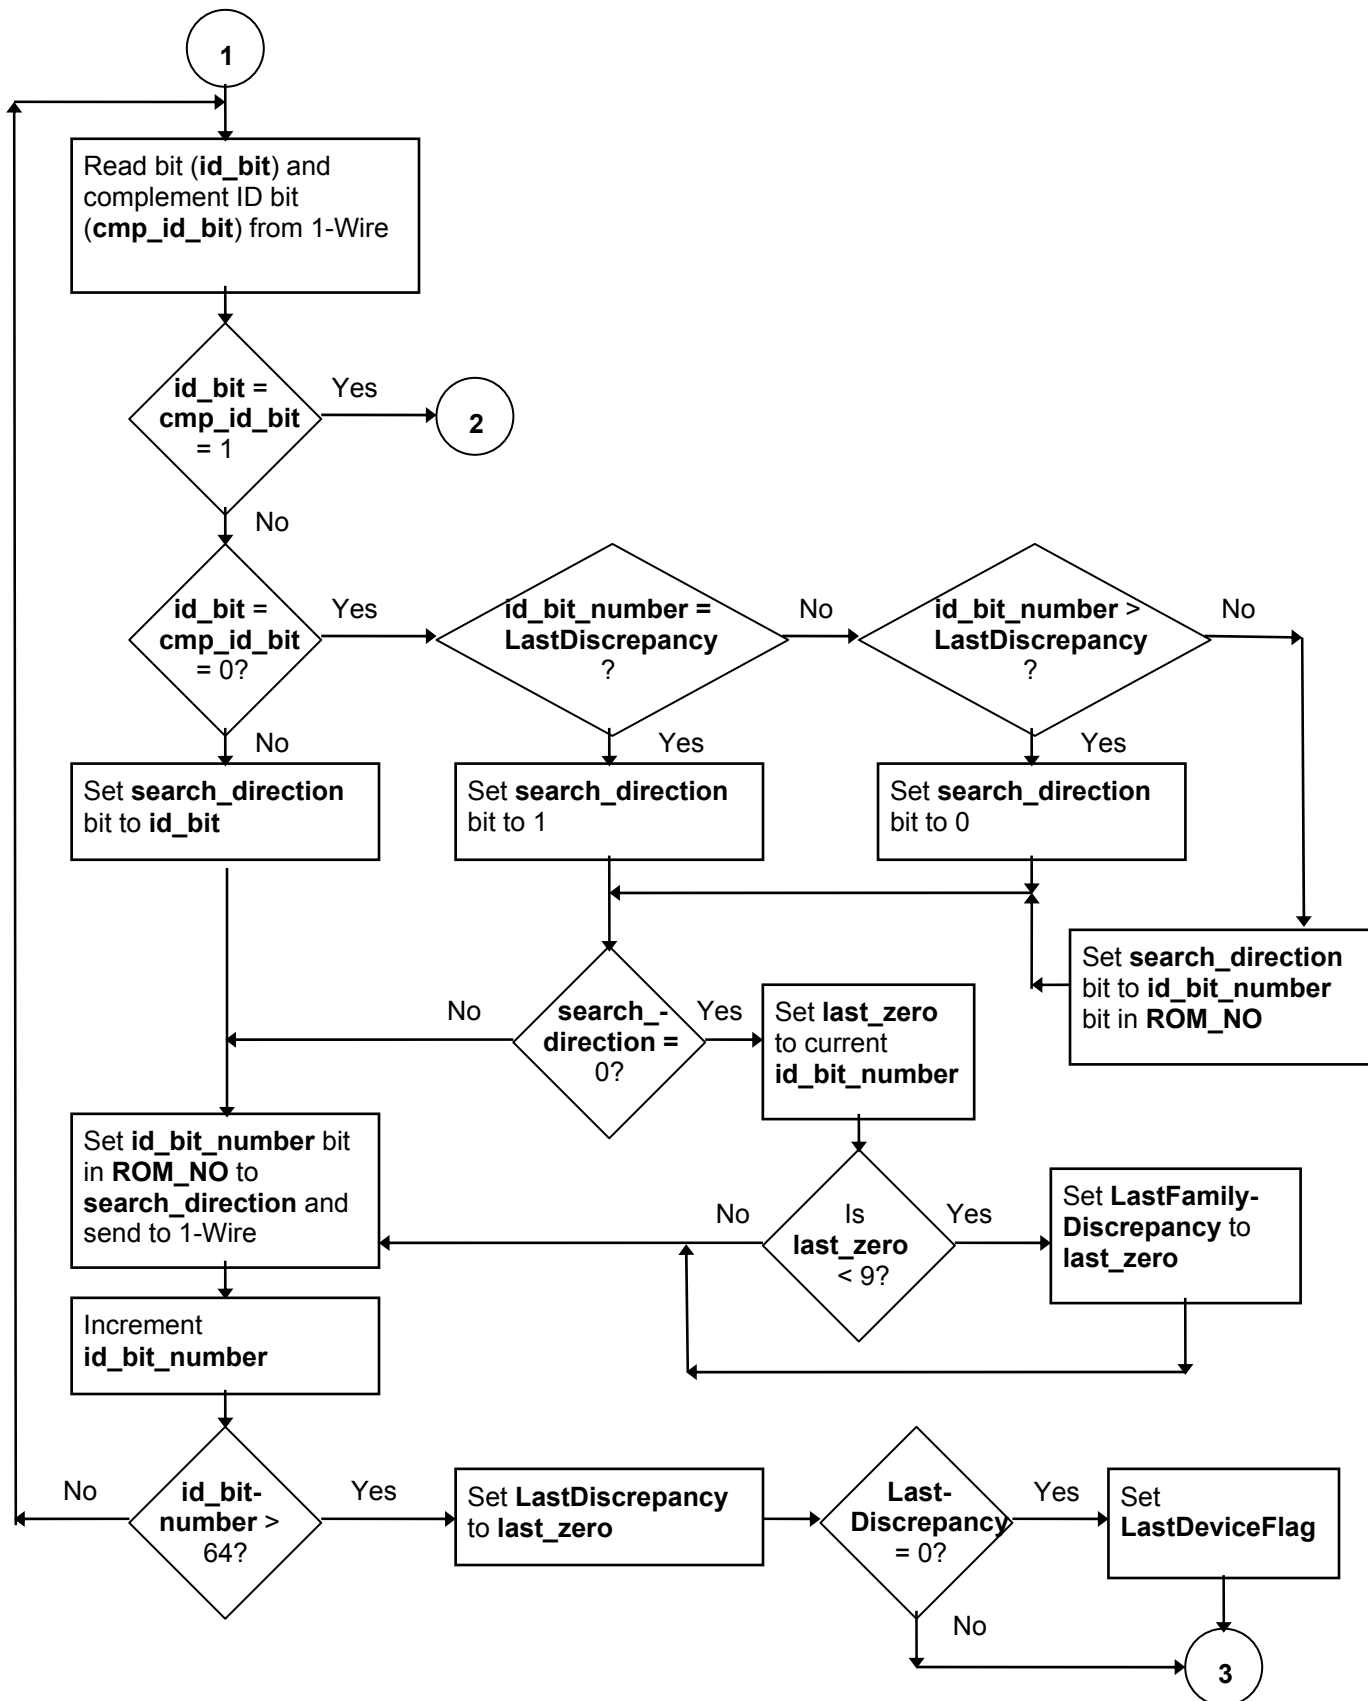 1
Read bit (id_bit) and
complement ID bit
(cmp_id_bit) from 1-Wire
id_bit =
cmp_id_bit
= 1
Yes
2
No
id_bit =
cmp_id_bit
= 0?
Yes
id_bit_number =
LastDiscrepancy
?
No
id_bit_number >
LastDiscrepancy
?
No
No
Yes
Yes
Set search_direction
bit to id_bit
Set search_direction
bit to 1
Set search_direction
bit to 0
Set search_direction
bit to id_bit_number
bit in ROM_NO
No
search_-
direction =
0?
Yes
Set last_zero
to current
id_bit_number
Set id_bit_number bit
in ROM_NO to
search_direction and
send to 1-Wire
No
Is
last_zero
< 9?
Yes
Set LastFamily-
Discrepancy to
last_zero
Increment
id_bit_number
No
id_bit-
number >
64?
Yes
Set LastDiscrepancy
to last_zero
Last-
Discrepancy
= 0?
Yes
Set
LastDeviceFlag
No
3